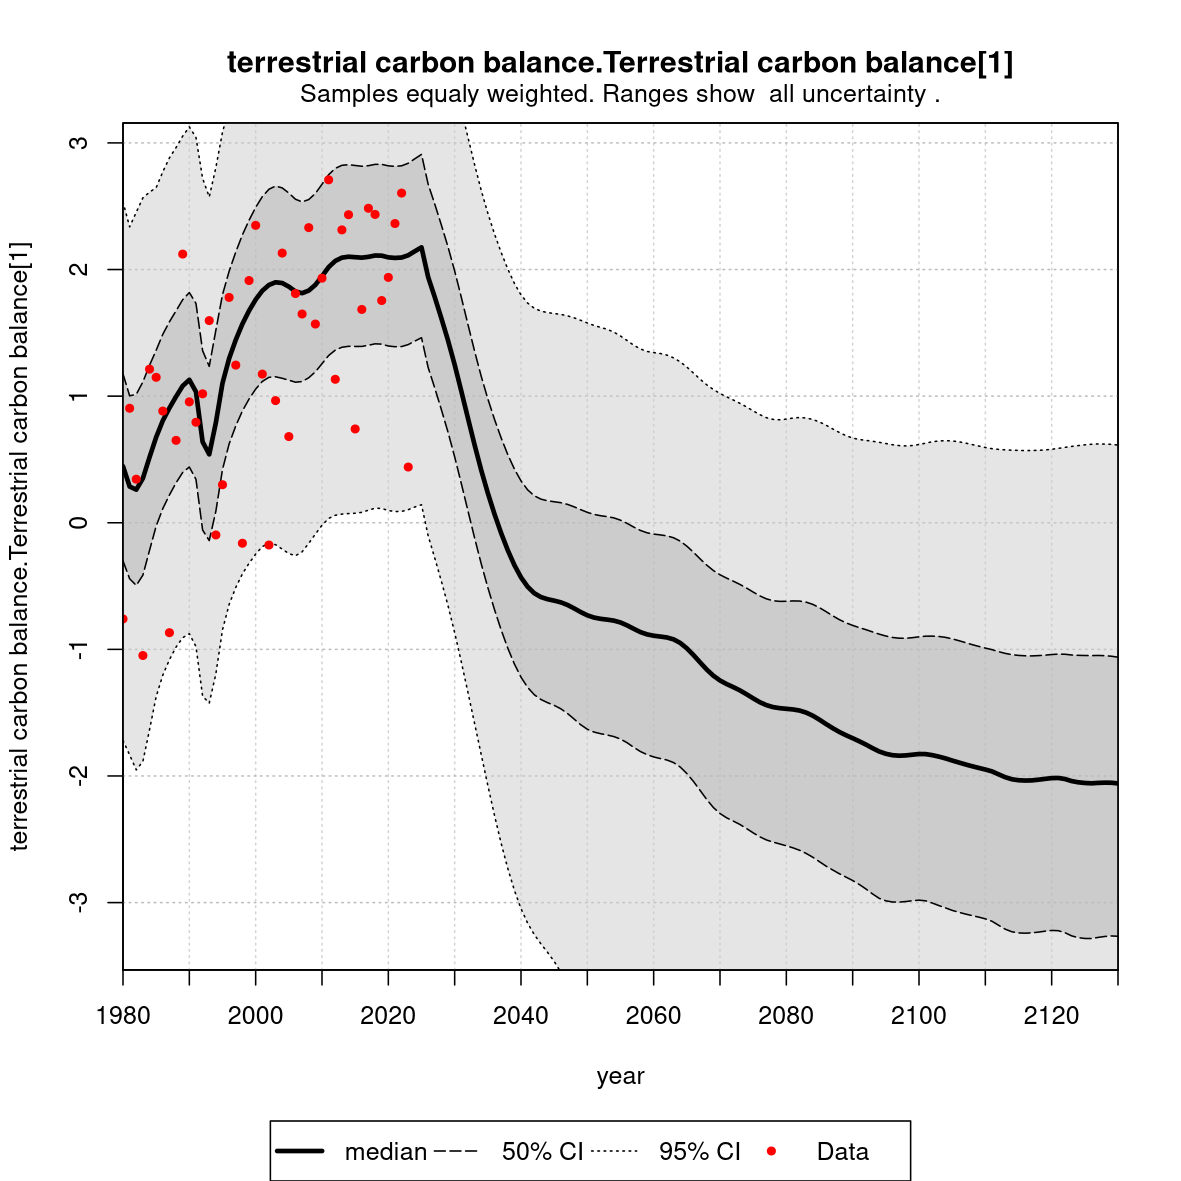 terrestrial carbon balance.Terrestrial carbon balance[1]
Samples equaly weighted. Ranges show  all uncertainty .
terrestrial carbon balance.Terrestrial carbon balance[1]
3
2
1
0
-1
-2
-3
1980 2000 2020 2040 2060 2080 2100 2120
year
median 50% CI 95% CI Data